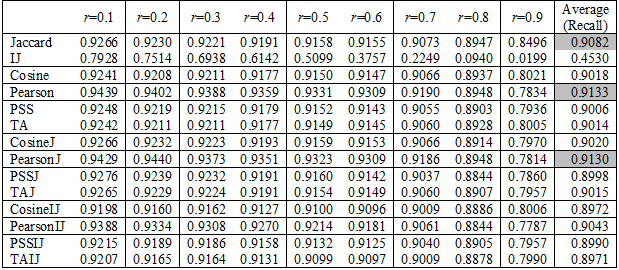 r=0.1 r=0.2 r=0.3 r=0.4 r=0.5 r=0.6 r=0.7 r=0.8 r=0.9 Average (Recall)
Jaccard 0.9266 0.9230 0.9221 0.9191 0.9158 0.9155 0.9073 0.8947 0.8496 0.9082
IJ 0.7928 0.7514 0.6938 0.6142 0.5099 0.3757 0.2249 0.0940 0.0199 0.4530
Cosine 0.9241 0.9208 0.9211 0.9177 0.9150 0.9147 0.9066 0.8937 0.8021 0.9018
Pearson 0.9439 0.9402 0.9388 0.9359 0.9331 0.9309 0.9190 0.8948 0.7834 0.9133
PSS 0.9248 0.9219 0.9215 0.9179 0.9152 0.9143 0.9055 0.8903 0.7936 0.9006
TA 0.9242 0.9211 0.9211 0.9177 0.9149 0.9145 0.9060 0.8928 0.8005 0.9014
CosineJ 0.9266 0.9232 0.9223 0.9193 0.9159 0.9153 0.9066 0.8914 0.7970 0.9020
PearsonJ 0.9429 0.9440 0.9373 0.9351 0.9323 0.9309 0.9186 0.8948 0.7814 0.9130
PSSJ 0.9276 0.9239 0.9232 0.9191 0.9160 0.9142 0.9037 0.8844 0.7860 0.8998
TAJ 0.9265 0.9229 0.9224 0.9191 0.9154 0.9149 0.9060 0.8907 0.7957 0.9015
CosineIJ 0.9198 0.9160 0.9162 0.9127 0.9100 0.9096 0.9009 0.8886 0.8006 0.8972
PearsonIJ 0.9388 0.9334 0.9308 0.9270 0.9214 0.9181 0.9061 0.8844 0.7787 0.9043
PSSIJ 0.9215 0.9189 0.9186 0.9158 0.9132 0.9125 0.9040 0.8905 0.7957 0.8990
TAIJ 0.9207 0.9165 0.9164 0.9131 0.9099 0.9097 0.9009 0.8878 0.7990 0.8971